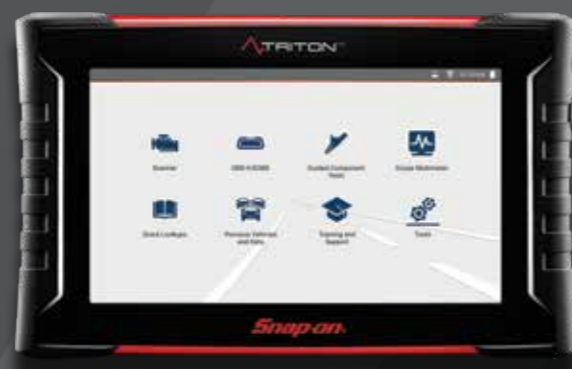 TRITON™
Scanner
OBD-II/EOBD
Guided Component
Tests
Scope Multimeter
Quick Lookups
Previous Vehicles
and Data
Training and
Support
Tools
Snap-on®